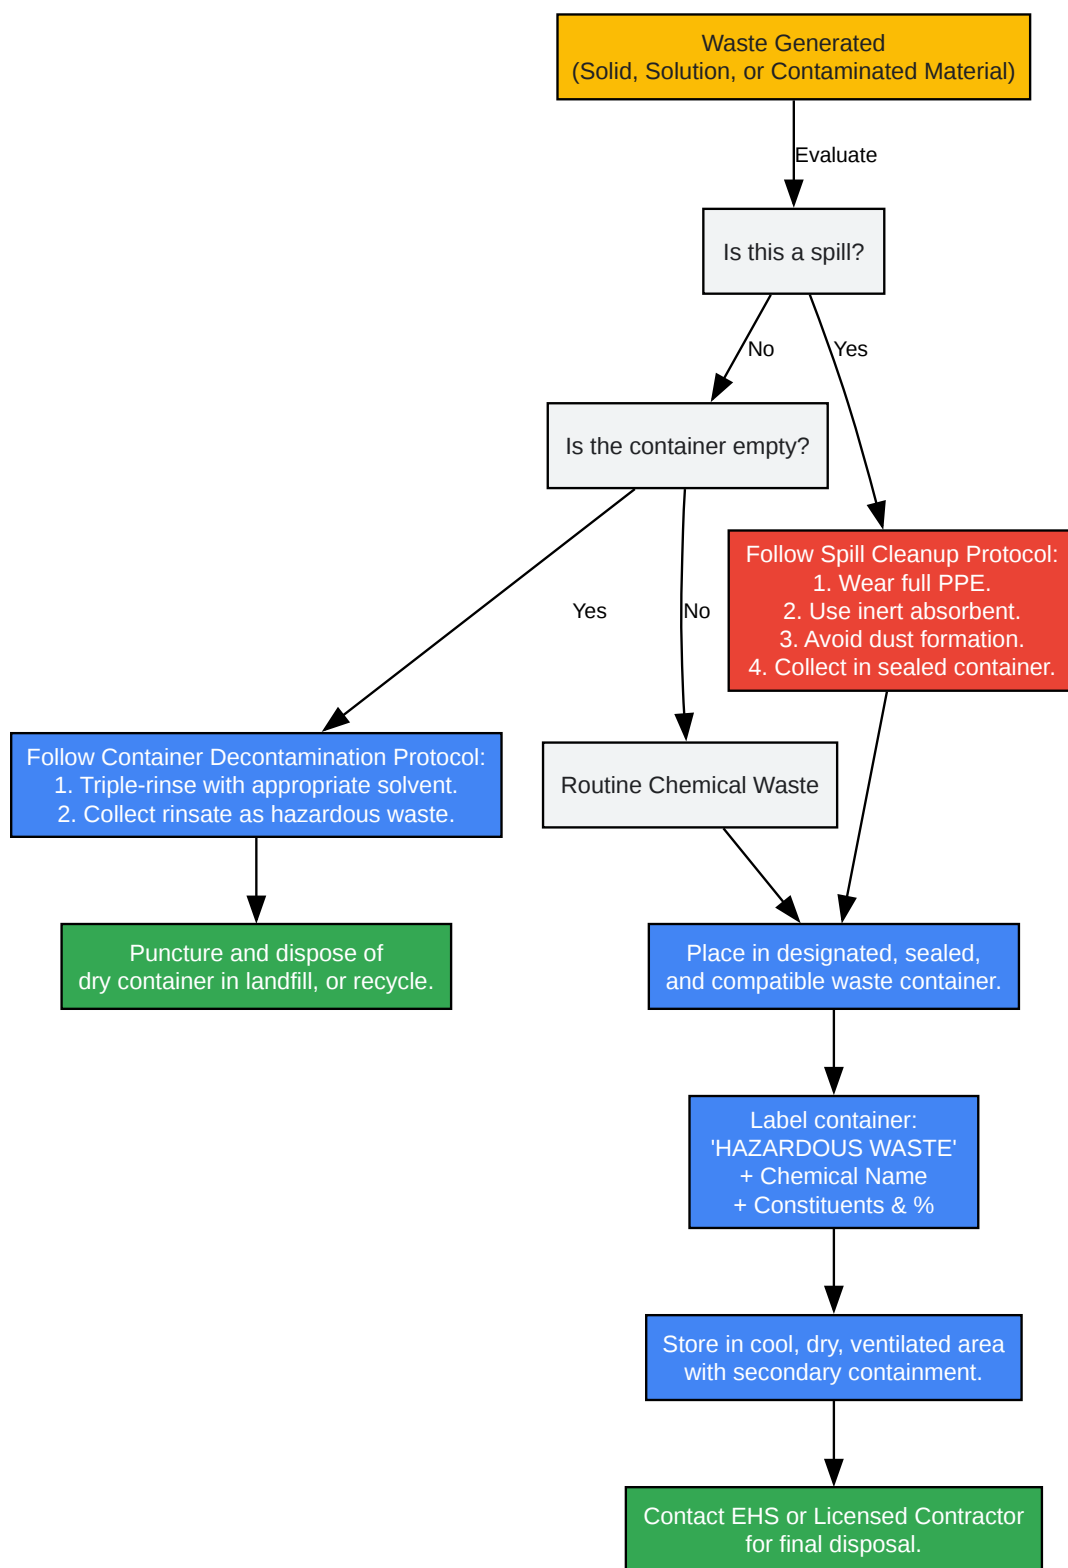 Waste Generated
(Solid, Solution, or Contaminated Material)
Evaluate
Is this a spill?
No
Yes
Is the container empty?
Follow Spill Cleanup Protocol:
1. Wear full PPE.
2. Use inert absorbent.
3. Avoid dust formation.
4. Collect in sealed container.
Yes
No
Follow Container Decontamination Protocol:
1. Triple-rinse with appropriate solvent.
2. Collect rinsate as hazardous waste.
Routine Chemical Waste
Puncture and dispose of
dry container in landfill, or recycle.
Place in designated, sealed,
and compatible waste container.
Label container:
'HAZARDOUS WASTE'
+ Chemical Name
+ Constituents & %
Store in cool, dry, ventilated area
with secondary containment.
Contact EHS or Licensed Contractor
for final disposal.